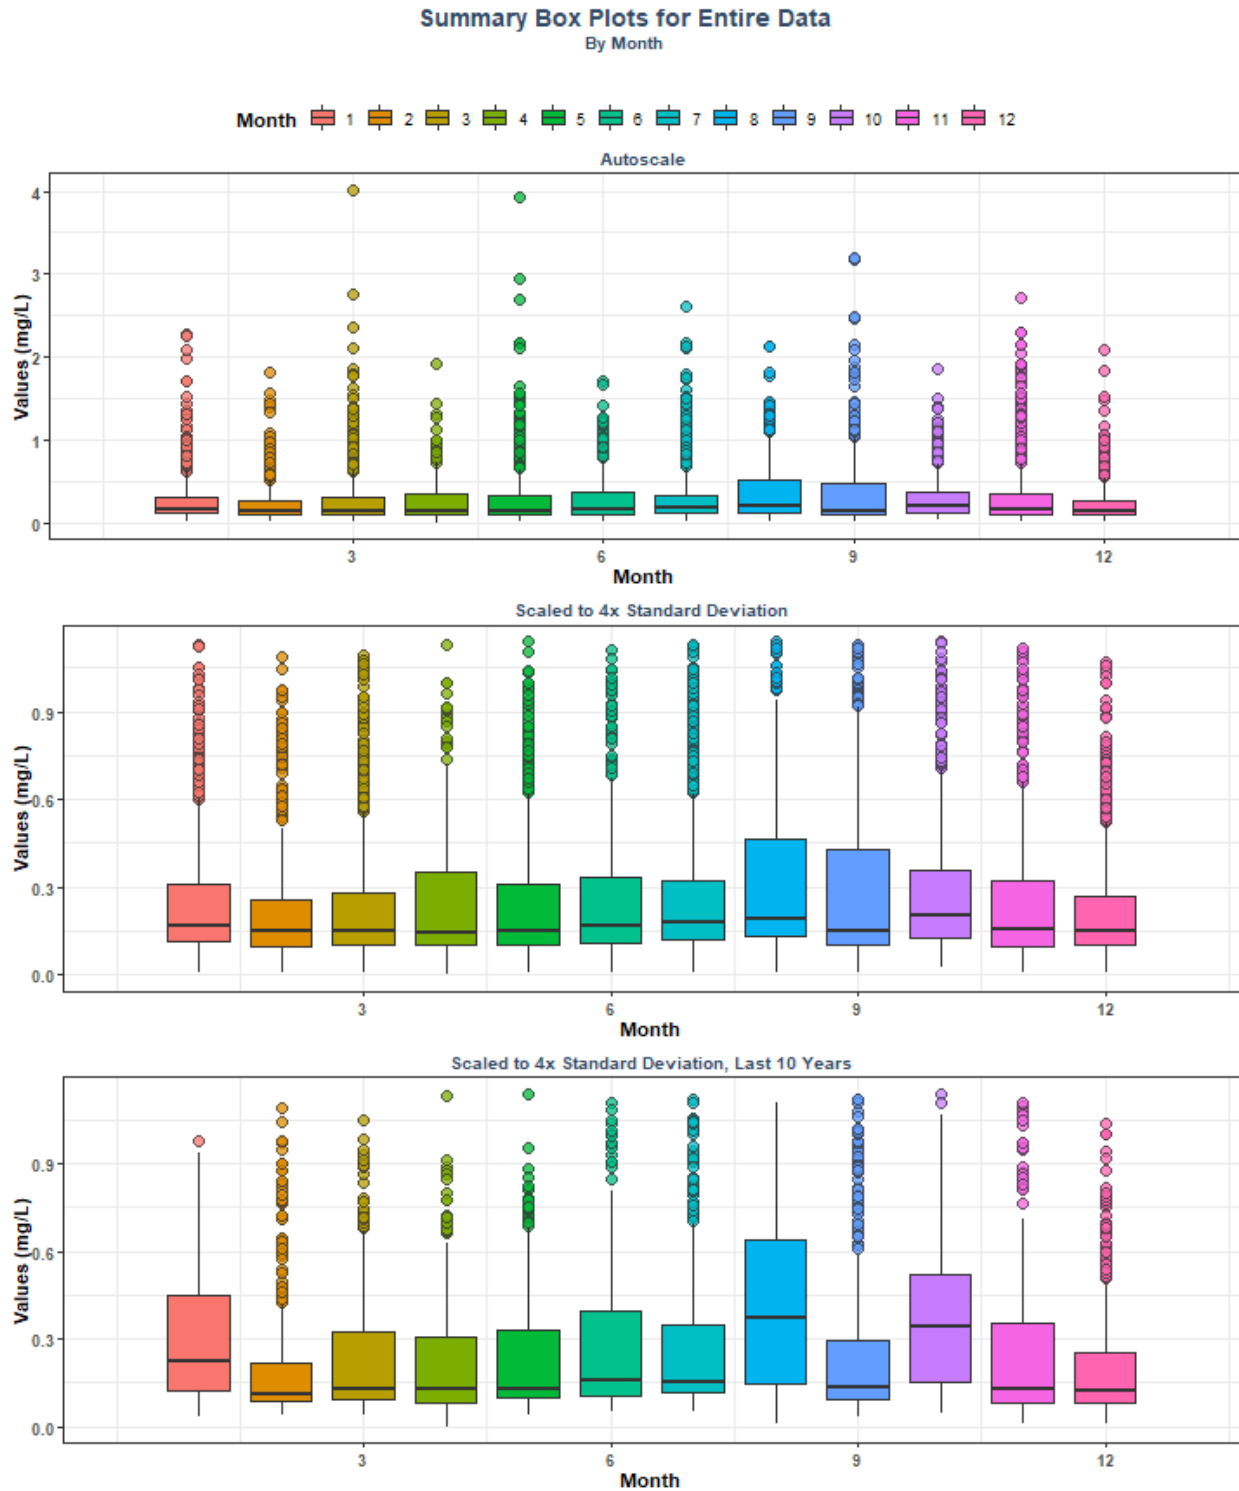 Summary Box Plots for Entire Data
By Month
Month 1 2 3 4 5 6 7 8 9 10 11 12
Autoscale
Values (mg/L)
4
3
2
1
0
3 6 9 12
Month
Scaled to 4x Standard Deviation
Values (mg/L)
0.9
0.6
0.3
0.0
3 6 9 12
Month
Scaled to 4x Standard Deviation, Last 10 Years
Values (mg/L)
0.9
0.6
0.3
0.0
3 6 9 12
Month